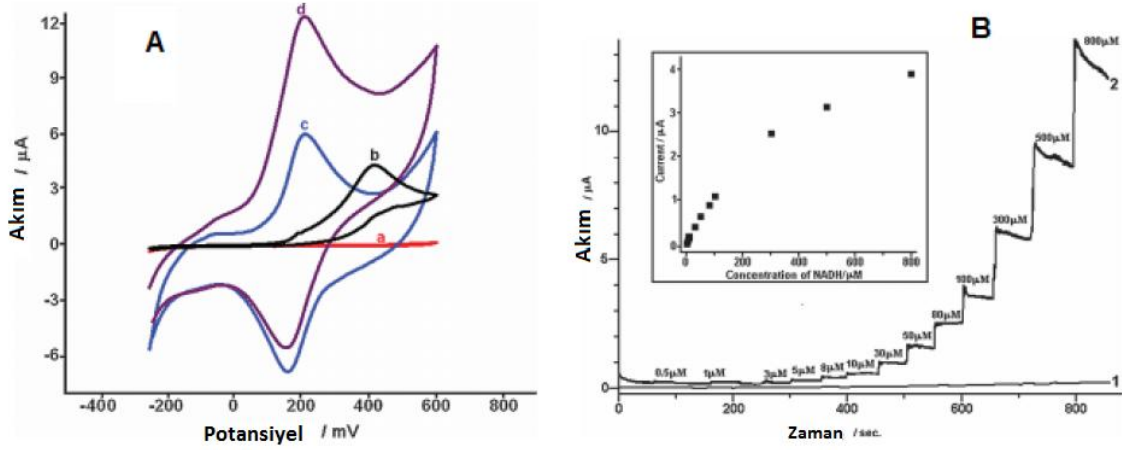 A
12
9
6
3
0
-3
-6
Akım / μA
d
c
b
a
-400
-200
0
200
400
600
Potansiyel / mV
B
10
5
0
Akım / μA
4
3
2
1
0
Current / μA
0
200
400
600
800
Concentration of NADH/μM
0.5μM
1μM
3μM
5μM
8μM
10μM
30μM
50μM
80μM
100μM
300μM
500μM
800μM
2
1
0
200
400
600
800
Zaman / sec.